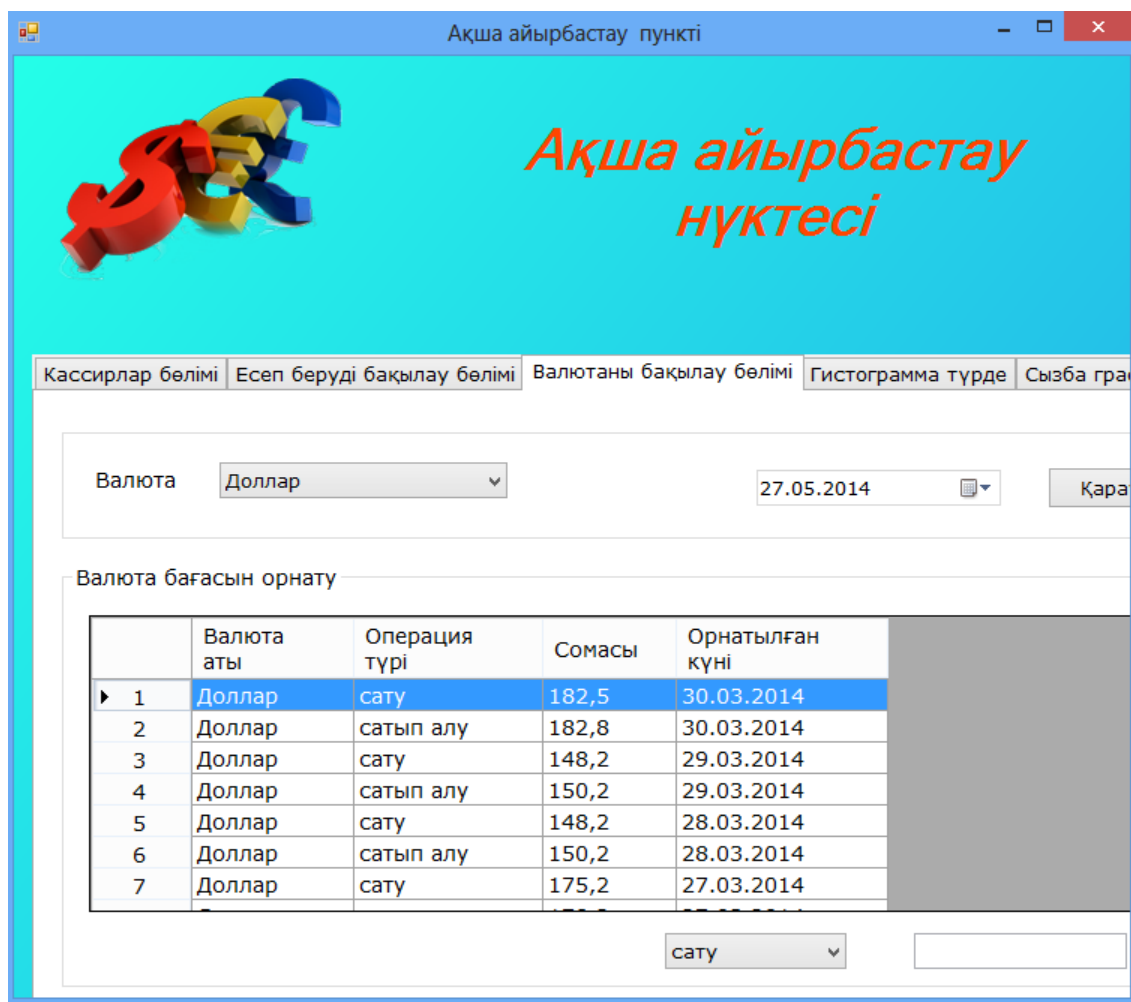 Ақша айырбастау пункті
Ақша айырбастау
нүктесі
Кассирлар бөлімі Есеп беруді бақылау бөлімі Валютаны бақылау бөлімі Гистограмма түрде Сызба
Валюта Доллар 27.05.2014
Валюта бағасын орнату
Валюта аты Операция түрі Сомасы Орнатылған күні
1 Доллар сату 182,5 30.03.2014
2 Доллар сатып алу 182,8 30.03.2014
3 Доллар сату 148,2 29.03.2014
4 Доллар сатып алу 150,2 29.03.2014
5 Доллар сату 148,2 28.03.2014
6 Доллар сатып алу 150,2 28.03.2014
7 Доллар сату 175,2 27.03.2014
сату